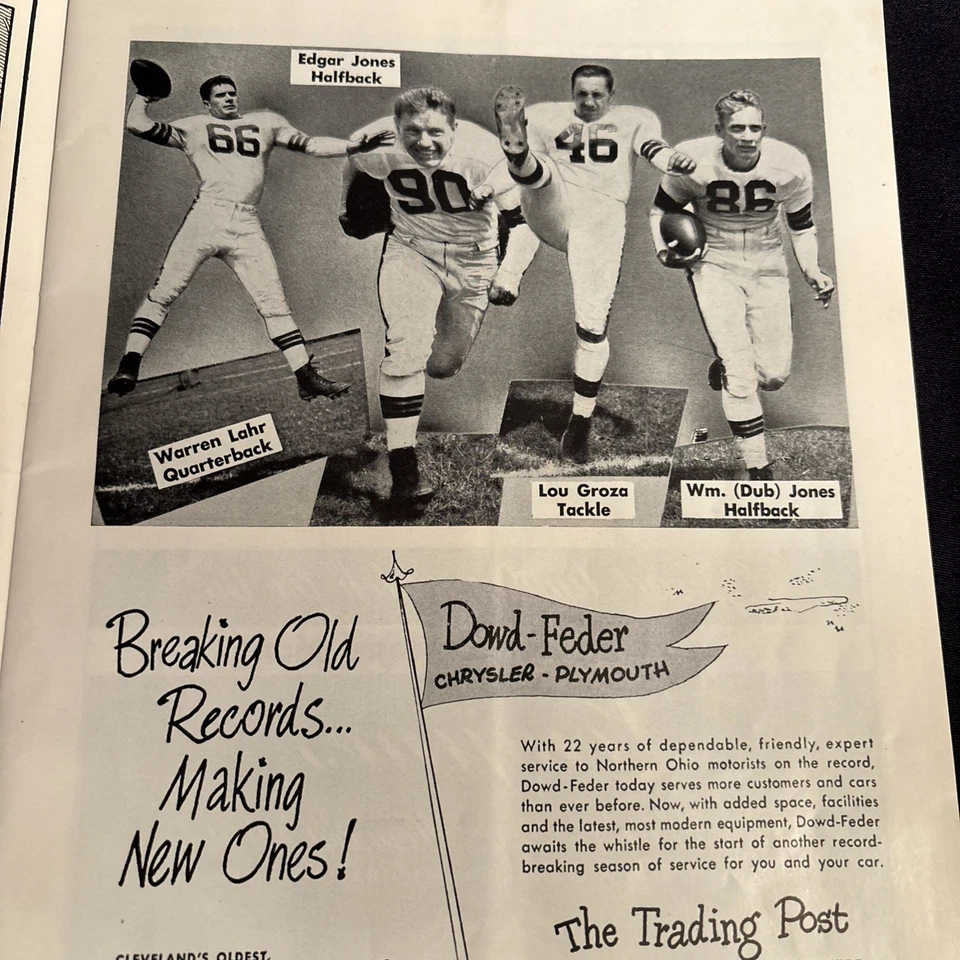 Edgar Jones
Halfback
66
90
46
86
Warren Lahr
Quarterback
Lou Groza
Tackle
Wm. (Dub) Jones
Halfback
Breaking Old
Records...
Making
New Ones!
Dowd-Feder
CHRYSLER - PLYMOUTH
With 22 years of dependable, friendly, expert
service to Northern Ohio motorists on the record,
Dowd-Feder today serves more customers and cars
than ever before. Now, with added space, facilities
and the latest, most modern equipment, Dowd-Feder
awaits the whistle for the start of another record-
breaking season of service for you and your car.
The Trading Post
CLEVELAND'S OLDEST,